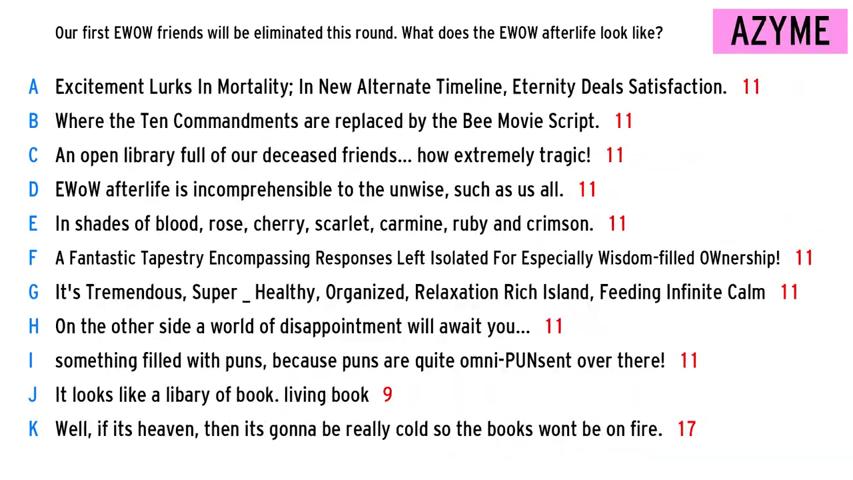 Our first EWOW friends will be eliminated this round. What does the EWOW afterlife look like?
AZYME
A Excitement Lurks In Mortality; In New Alternate Timeline, Eternity Deals Satisfaction. 11
B Where the Ten Commandments are replaced by the Bee Movie Script. 11
C An open library full of our deceased friends... how extremely tragic! 11
D EWoW afterlife is incomprehensible to the unwise, such as us all. 11
E In shades of blood, rose, cherry, scarlet, carmine, ruby and crimson. 11
F A Fantastic Tapestry Encompassing Responses Left Isolated For Especially Wisdom-filled OWnership! 11
G It's Tremendous, Super _ Healthy, Organized, Relaxation Rich Island, Feeding Infinite Calm 11
H On the other side a world of disappointment will await you... 11
I something filled with puns, because puns are quite omni-PUNsent over there! 11
J It looks like a libary of book. living book 9
K Well, if its heaven, then its gonna be really cold so the books wont be on fire. 17